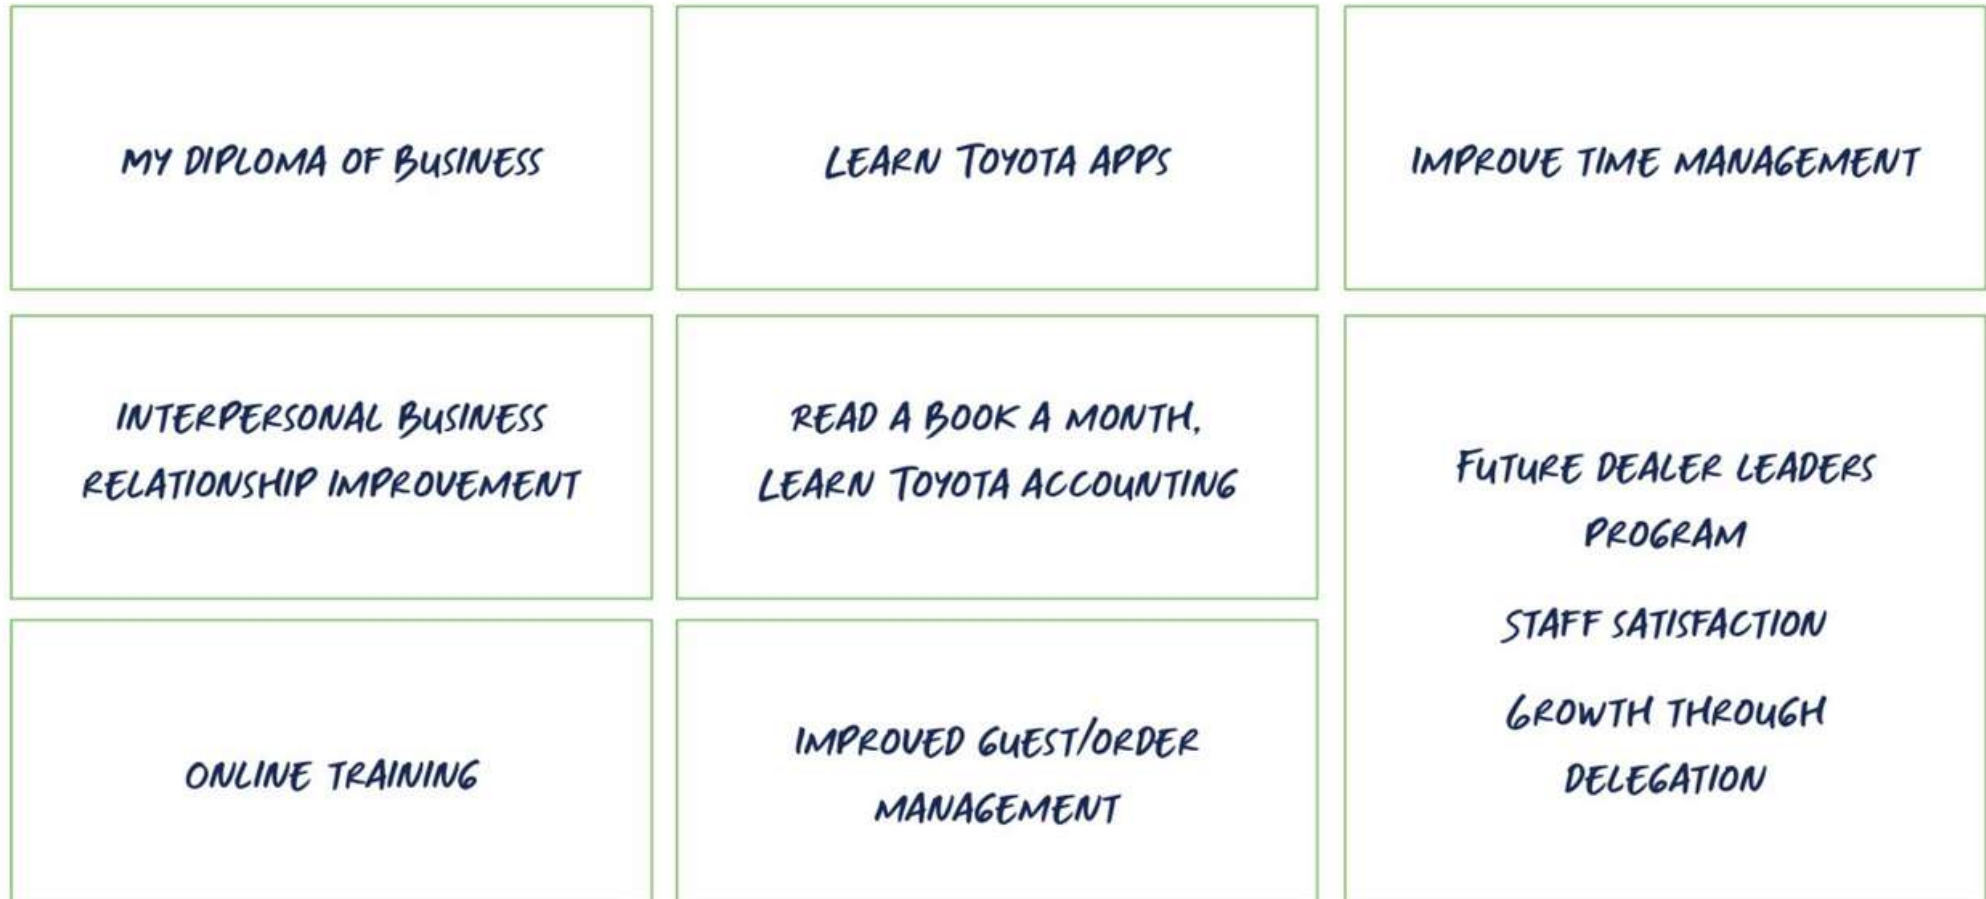 MY DIPLOMA OF BUSINESS
LEARN TOYOTA APPS
IMPROVE TIME MANAGEMENT
INTERPERSONAL BUSINESS
RELATIONSHIP IMPROVEMENT
READ A BOOK A MONTH,
LEARN TOYOTA ACCOUNTING
FUTURE DEALER LEADERS
PROGRAM
STAFF SATISFACTION
GROWTH THROUGH
DELEGATION
ONLINE TRAINING
IMPROVED GUEST/ORDER
MANAGEMENT